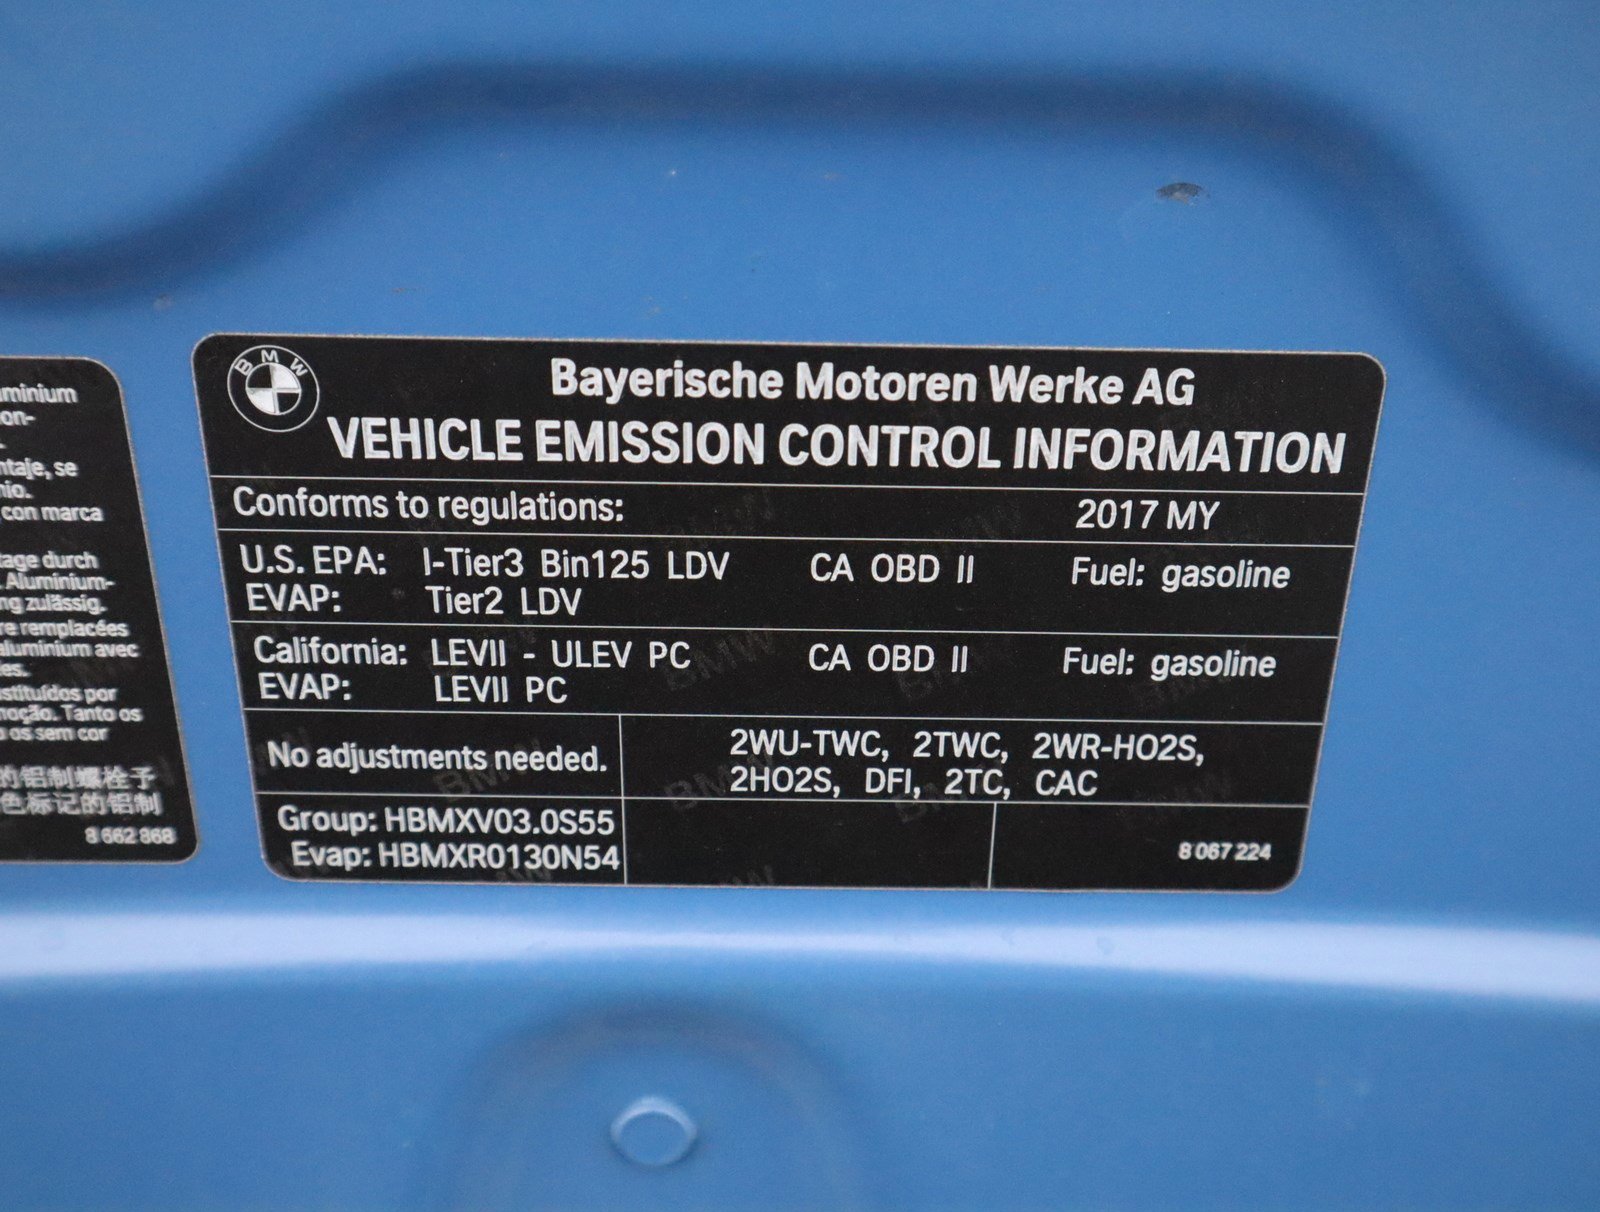 uminium
on-
ntaje, se
nio.
con marca
tage durch
. Aluminium-
ng zulässig.
re remplacées
aluminium avec
les.
stituídos por
noção. Tanto os
o os sem cor
的铝制螺栓子
色标记的铝制
8 662 868
BMW
Bayerische Motoren Werke AG
VEHICLE EMISSION CONTROL INFORMATION
Conforms to regulations: 2017 MY
U.S. EPA: I-Tier3 Bin125 LDV CA OBD II Fuel: gasoline
EVAP: Tier2 LDV
California: LEVII - ULEV PC CA OBD II Fuel: gasoline
EVAP: LEVII PC
No adjustments needed.
2WU-TWC, 2TWC, 2WR-HO2S,
2HO2S, DFI, 2TC, CAC
Group: HBMXV03.0S55
Evap: HBMXR0130N54
8 067 224